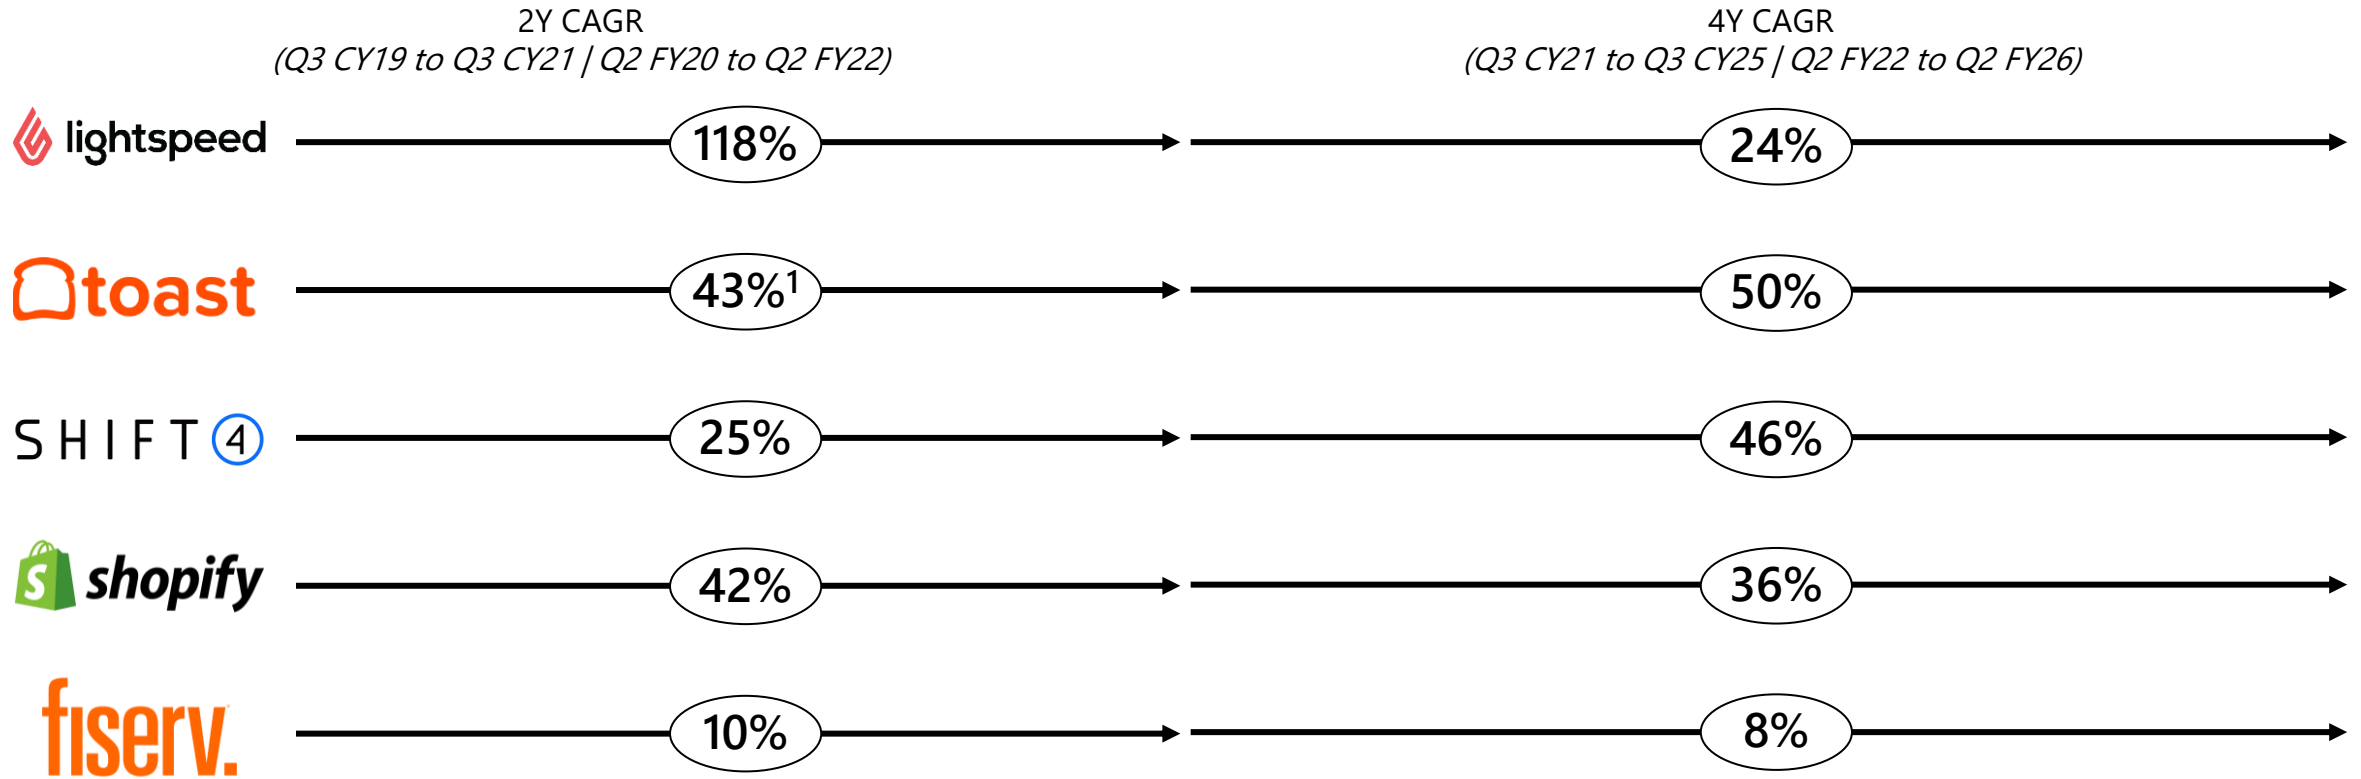 2Y CAGR
(Q3 CY19 to Q3 CY21 | Q2 FY20 to Q2 FY22)
4Y CAGR
(Q3 CY21 to Q3 CY25 | Q2 FY22 to Q2 FY26)
lightspeed 118% 24%
toast 43%¹ 50%
SHIFT4 25% 46%
shopify 42% 36%
fiserv. 10% 8%